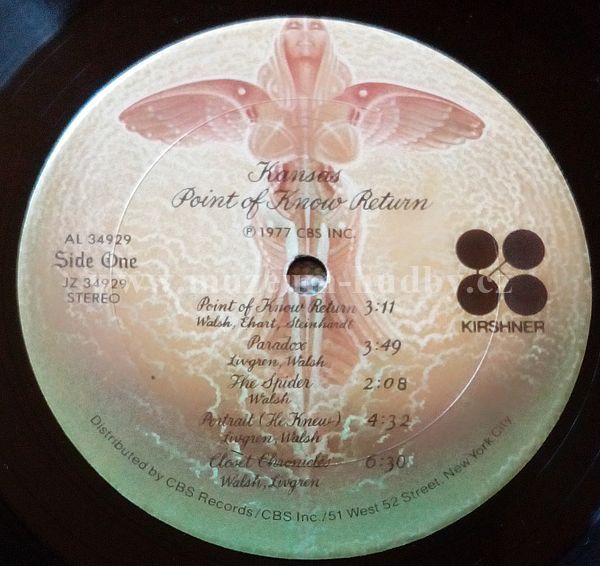 Kansas
Point of Know Return
℗ 1977 CBS INC.
AL 34929
Side One
JZ 34929
STEREO
KIRSHNER
www.mozetno-hudby.cz
Point of Know Return 3:11
Walsh, Ehart, Steinhardt
Paradox 3:49
Livgren, Walsh
The Spider 2:08
Walsh
Portrait (He Knew) 4:32
Livgren, Walsh
Closet Chronicles 6:30
Walsh, Livgren
Distributed by CBS Records/CBS Inc./51 West 52 Street, New York City